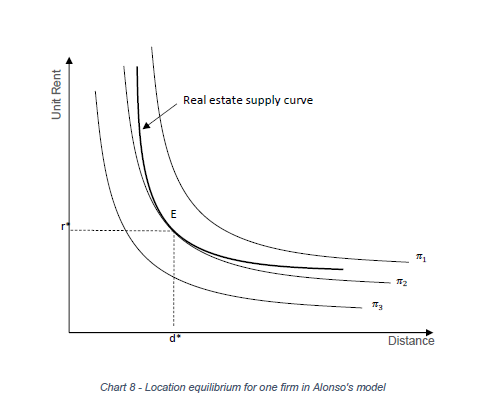 Unit Rent
Real estate supply curve
E
r*
π1
π2
π3
d*
Distance
Chart 8 - Location equilibrium for one firm in Alonso's model